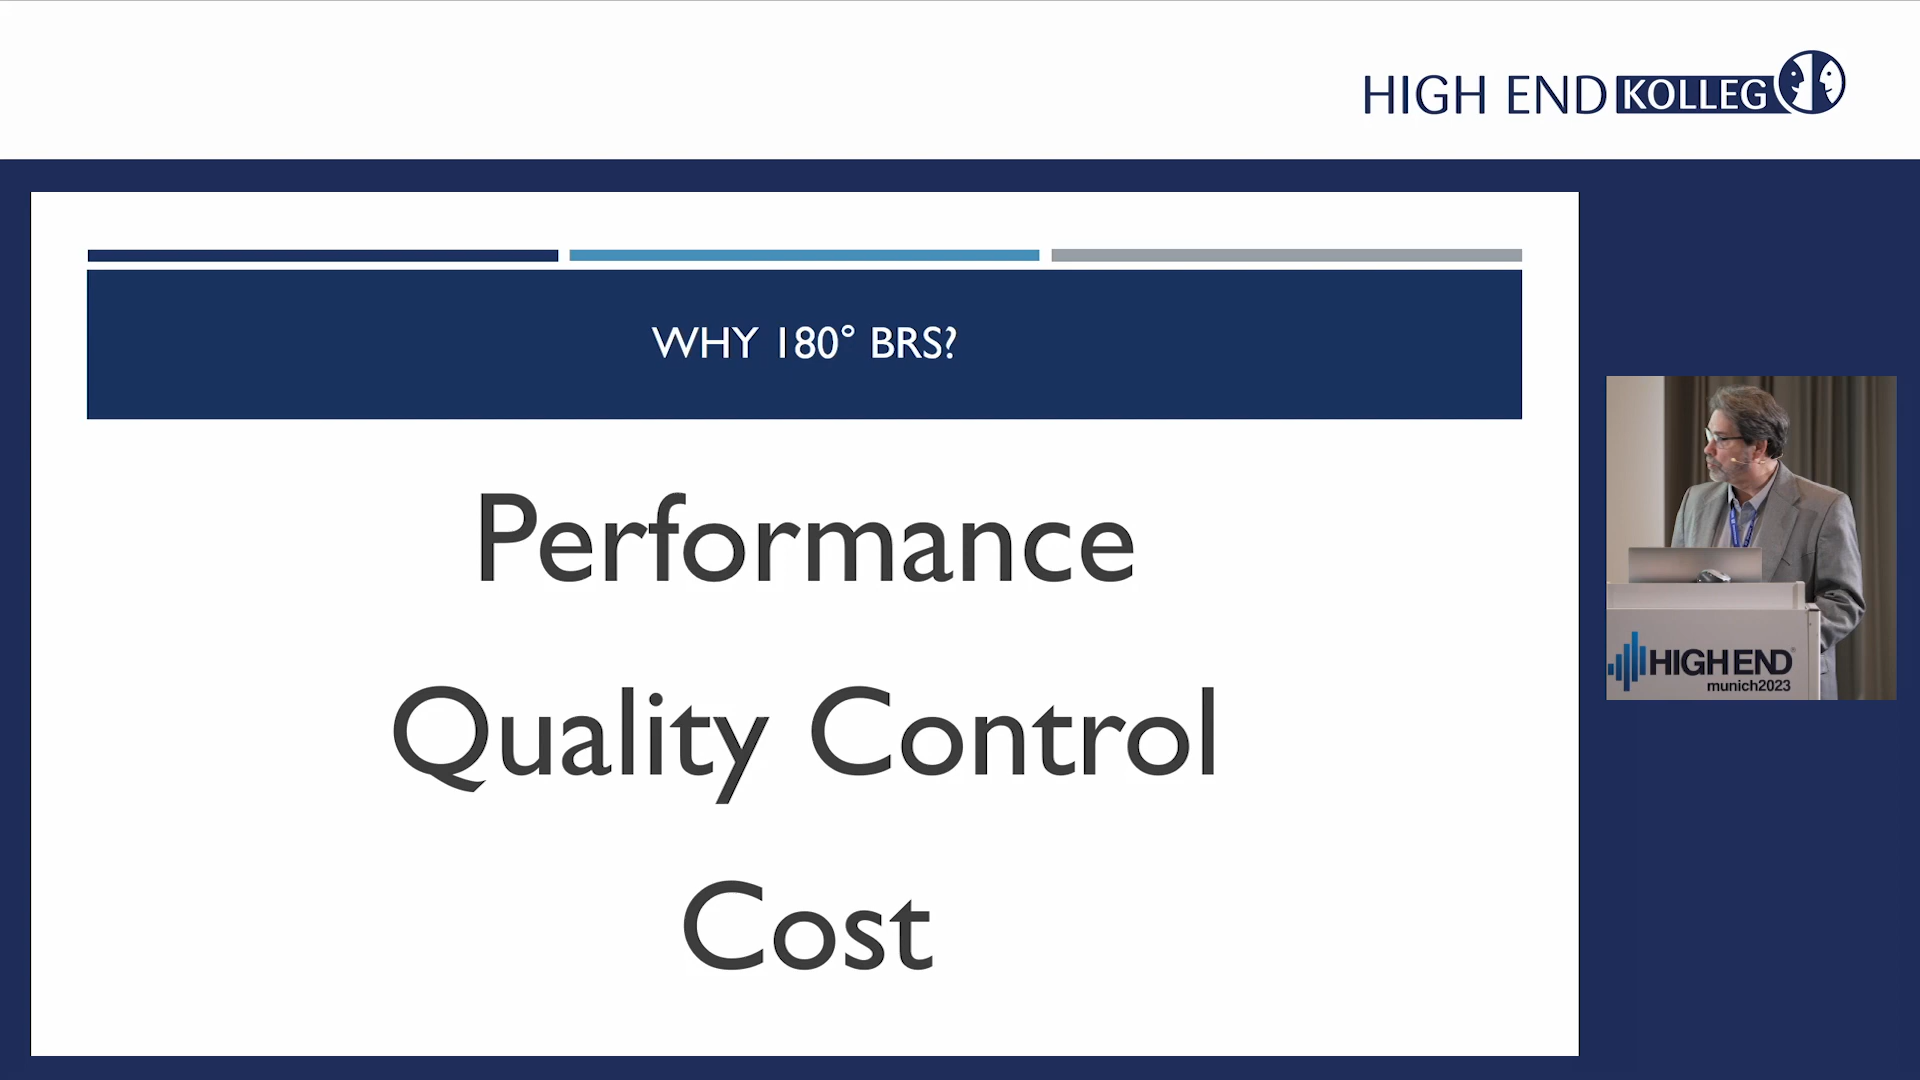 HIGH END KOLLEG
WHY 180° BRS?
Performance
Quality Control
Cost
HIGH END
munich2023